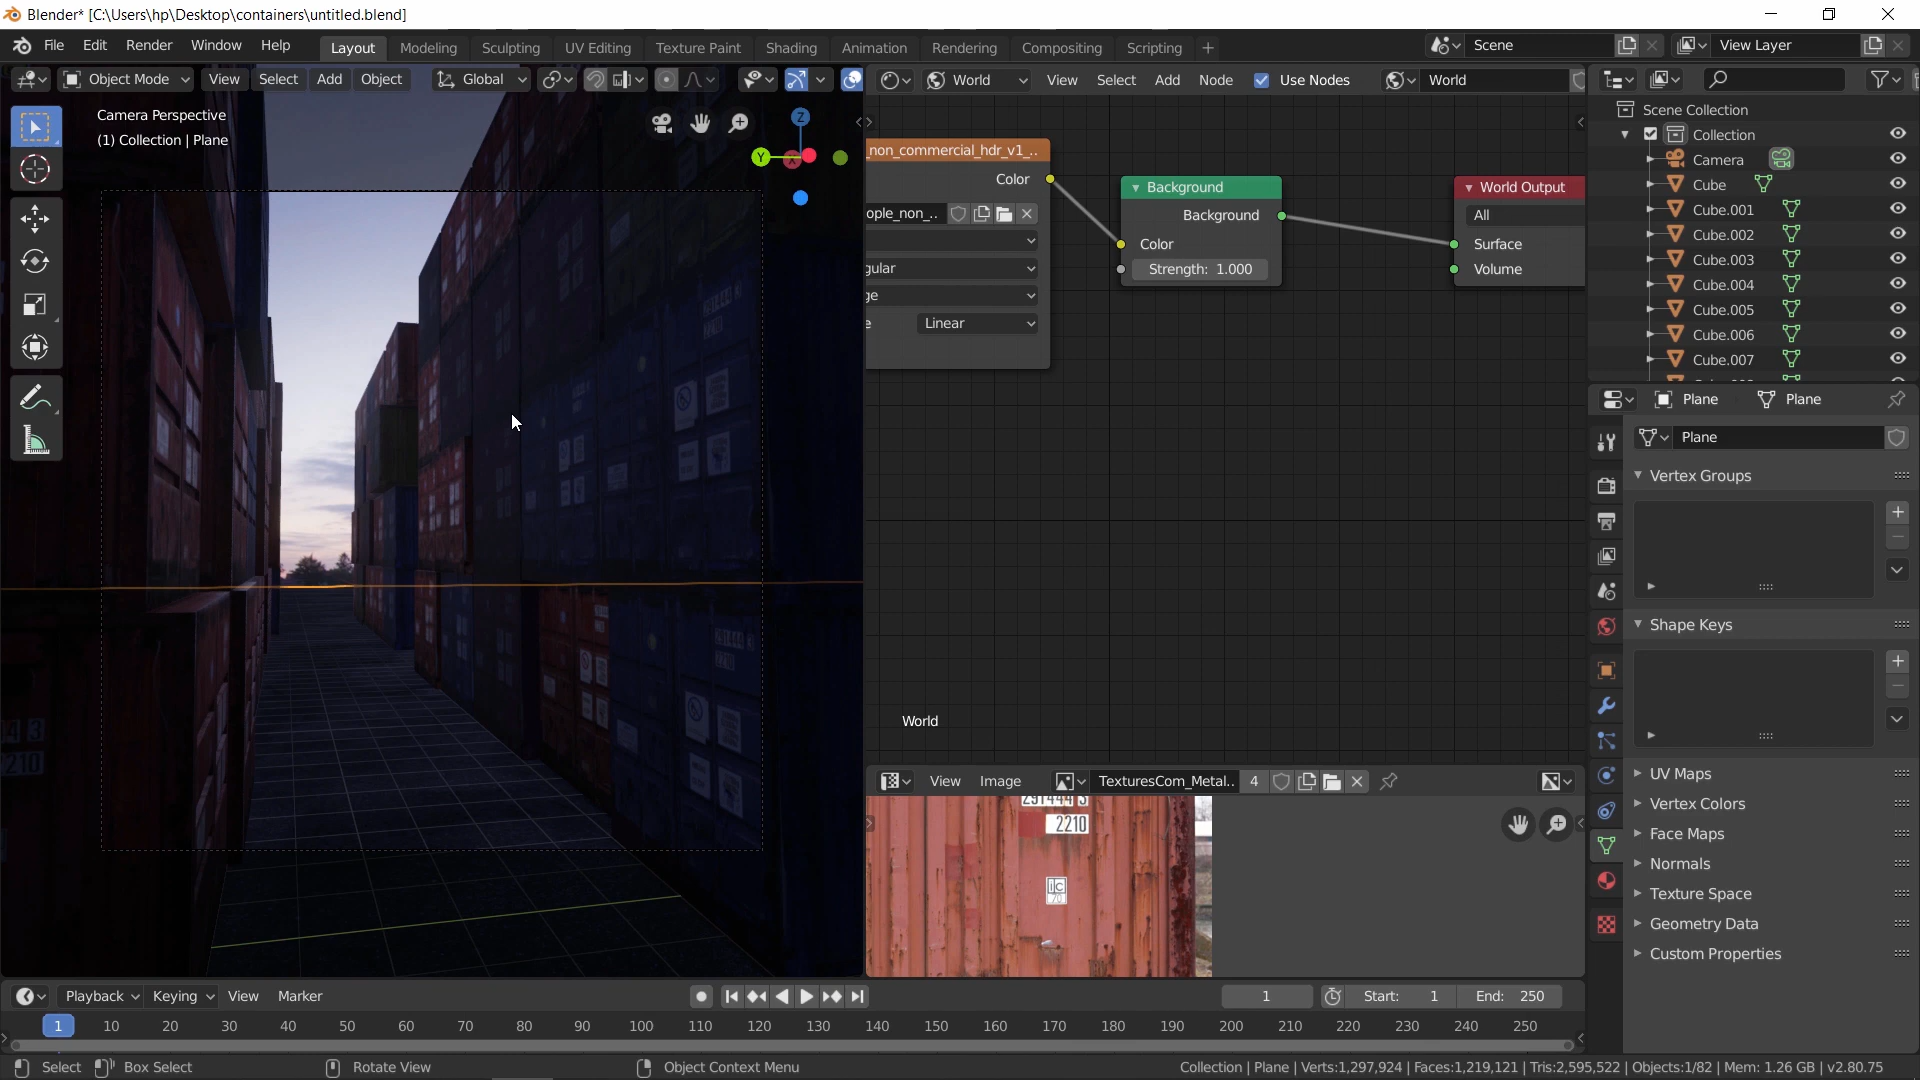 Blender* [C:\Users\hp\Desktop\containers\untitled.blend]
File Edit Render Window Help Layout Modeling Sculpting UV Editing Texture Paint Shading Animation Rendering Compositing Scripting + Scene View Layer
Object Mode View Select Add Object Global World View Select Add Node Use Nodes World
Camera Perspective
(1) Collection | Plane
Z
Y
X
_non_commercial_hdr_v1_..
Color
ople_non_..
gular
ge
e Linear
Background
Background
Color
Strength: 1.000
World Output
All
Surface
Volume
World
Scene Collection
Collection
Camera
Cube
Cube.001
Cube.002
Cube.003
Cube.004
Cube.005
Cube.006
Cube.007
Plane Plane
Plane
Vertex Groups
Shape Keys
UV Maps
Vertex Colors
Face Maps
Normals
Texture Space
Geometry Data
Custom Properties
View Image TexturesCom_Metal.. 4
2210
iC
70
2210
210
Playback Keying View Marker 1 Start: 1 End: 250
1 10 20 30 40 50 60 70 80 90 100 110 120 130 140 150 160 170 180 190 200 210 220 230 240 250
Select Box Select Rotate View Object Context Menu Collection | Plane | Verts:1,297,924 | Faces:1,219,121 | Tris:2,595,522 | Objects:1/82 | Mem: 1.26 GB | v2.80.75